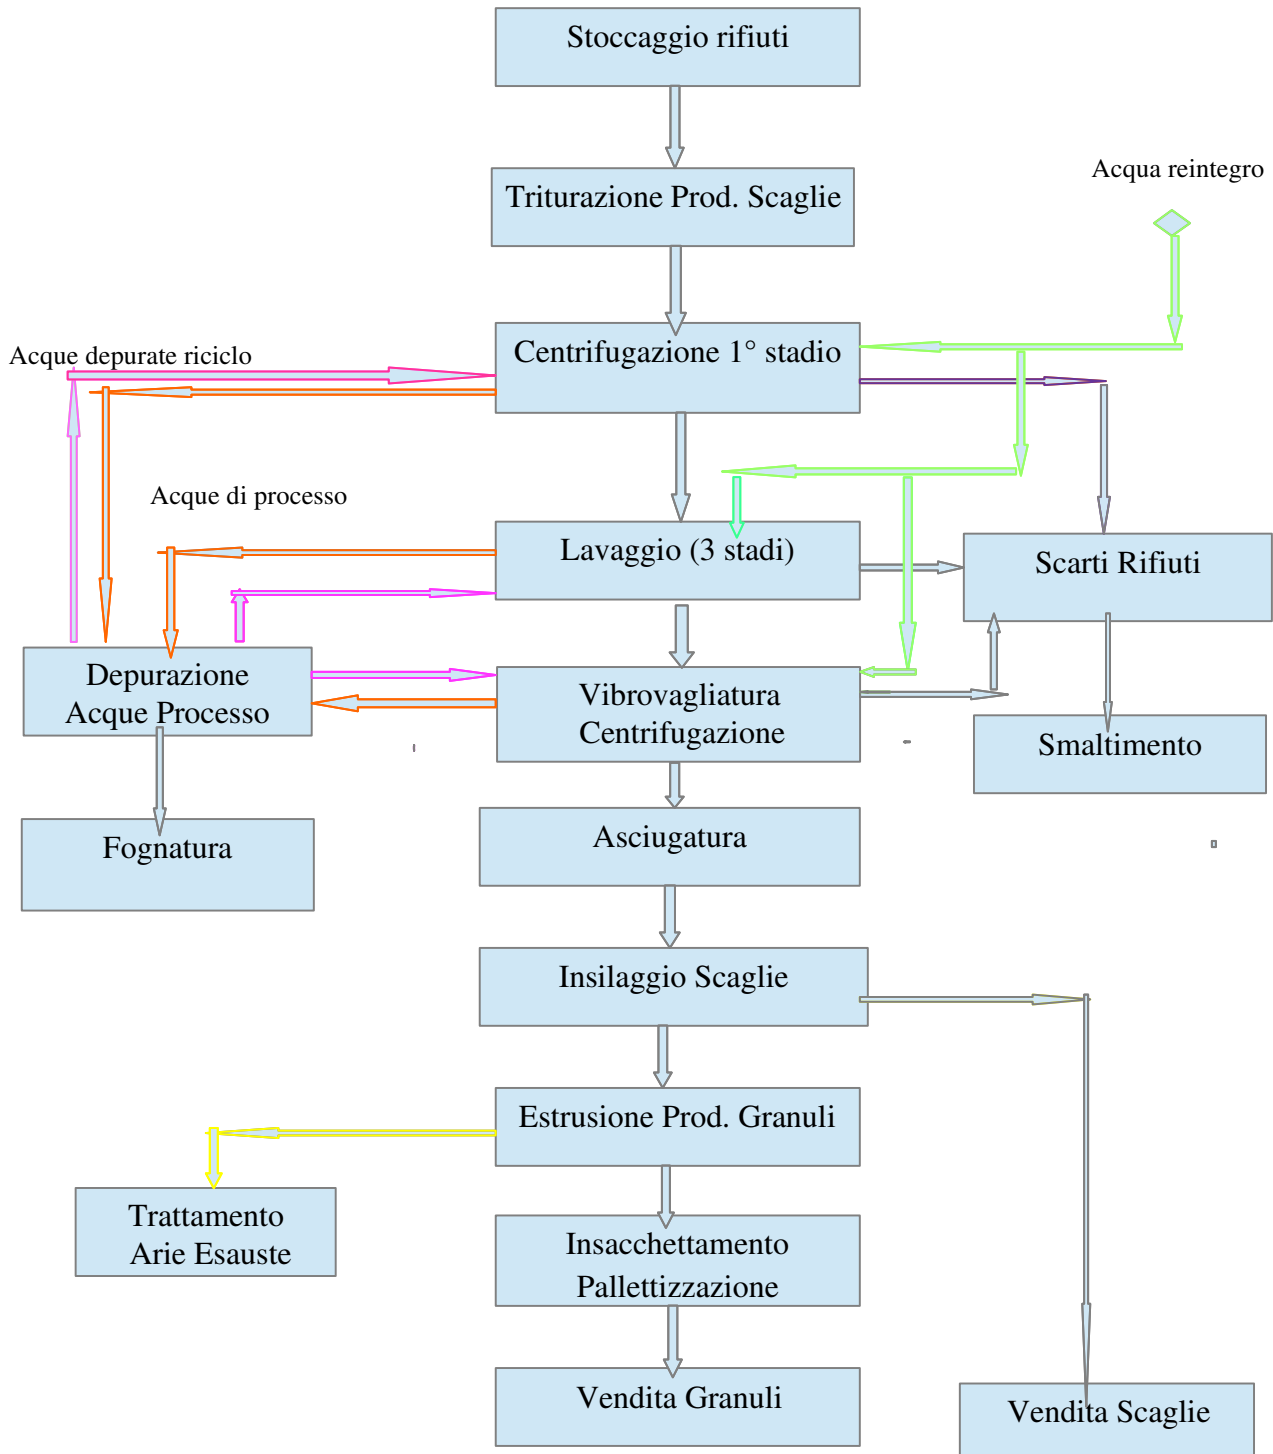 Stoccaggio rifiuti
Triturazione Prod. Scaglie
Acqua reintegro
Centrifugazione 1° stadio
Acque depurate riciclo
Acque di processo
Lavaggio (3 stadi)
Scarti Rifiuti
Depurazione
Acque Processo
Vibrovagliatura
Centrifugazione
Smaltimento
Fognatura
Asciugatura
Insilaggio Scaglie
Estrusione Prod. Granuli
Trattamento
Arie Esauste
Insacchettamento
Pallettizzazione
Vendita Granuli
Vendita Scaglie